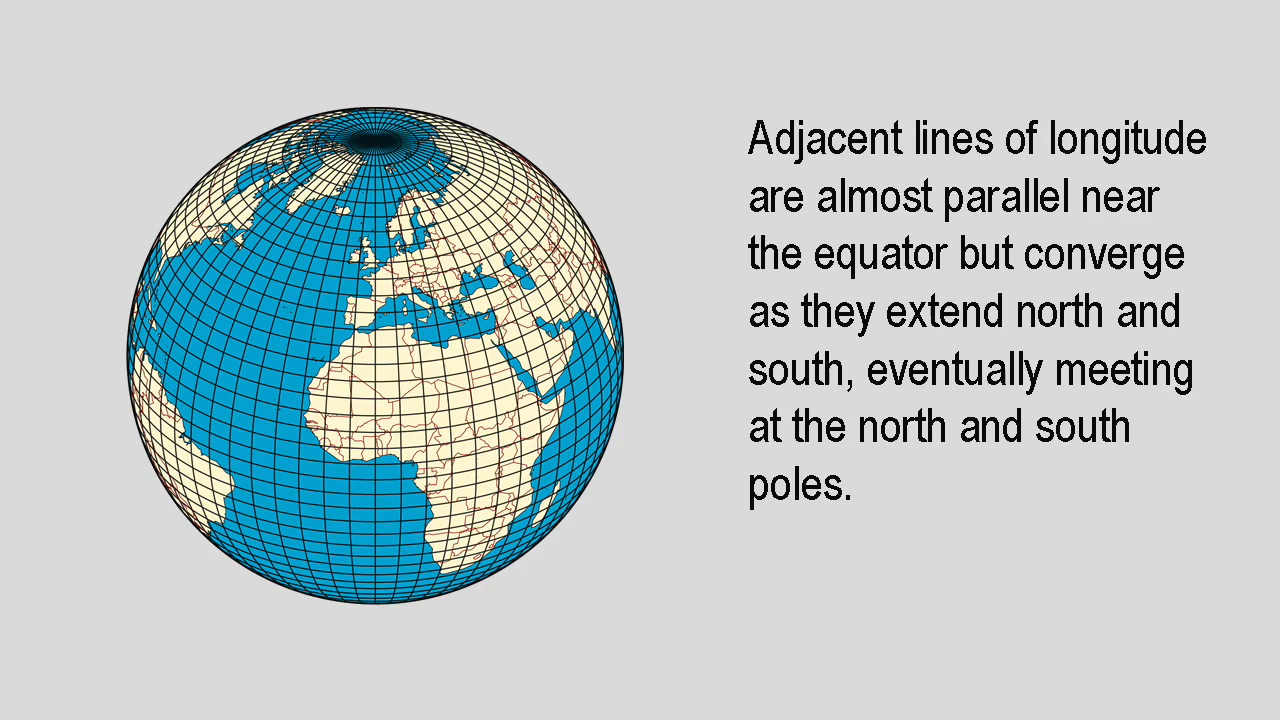 Adjacent lines of longitude
are almost parallel near
the equator but converge
as they extend north and
south, eventually meeting
at the north and south
poles.